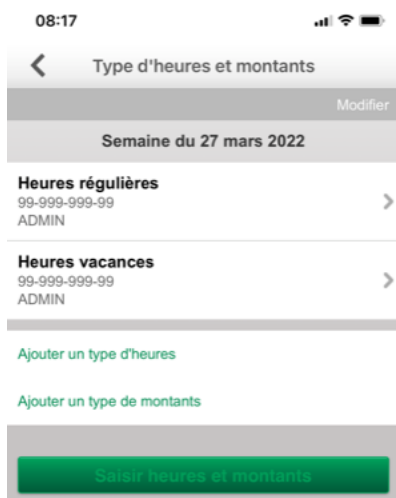 08:17
Type d'heures et montants
Modifier
Semaine du 27 mars 2022
Heures régulières
99-999-999-99
ADMIN
Heures vacances
99-999-999-99
ADMIN
Ajouter un type d'heures
Ajouter un type de montants
Saisir heures et montants